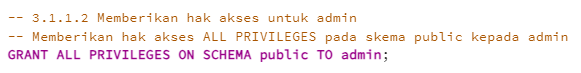 -- 3.1.1.2 Memberikan hak akses untuk admin
-- Memberikan hak akses ALL PRIVILEGES pada skema public kepada admin
GRANT ALL PRIVILEGES ON SCHEMA public TO admin;